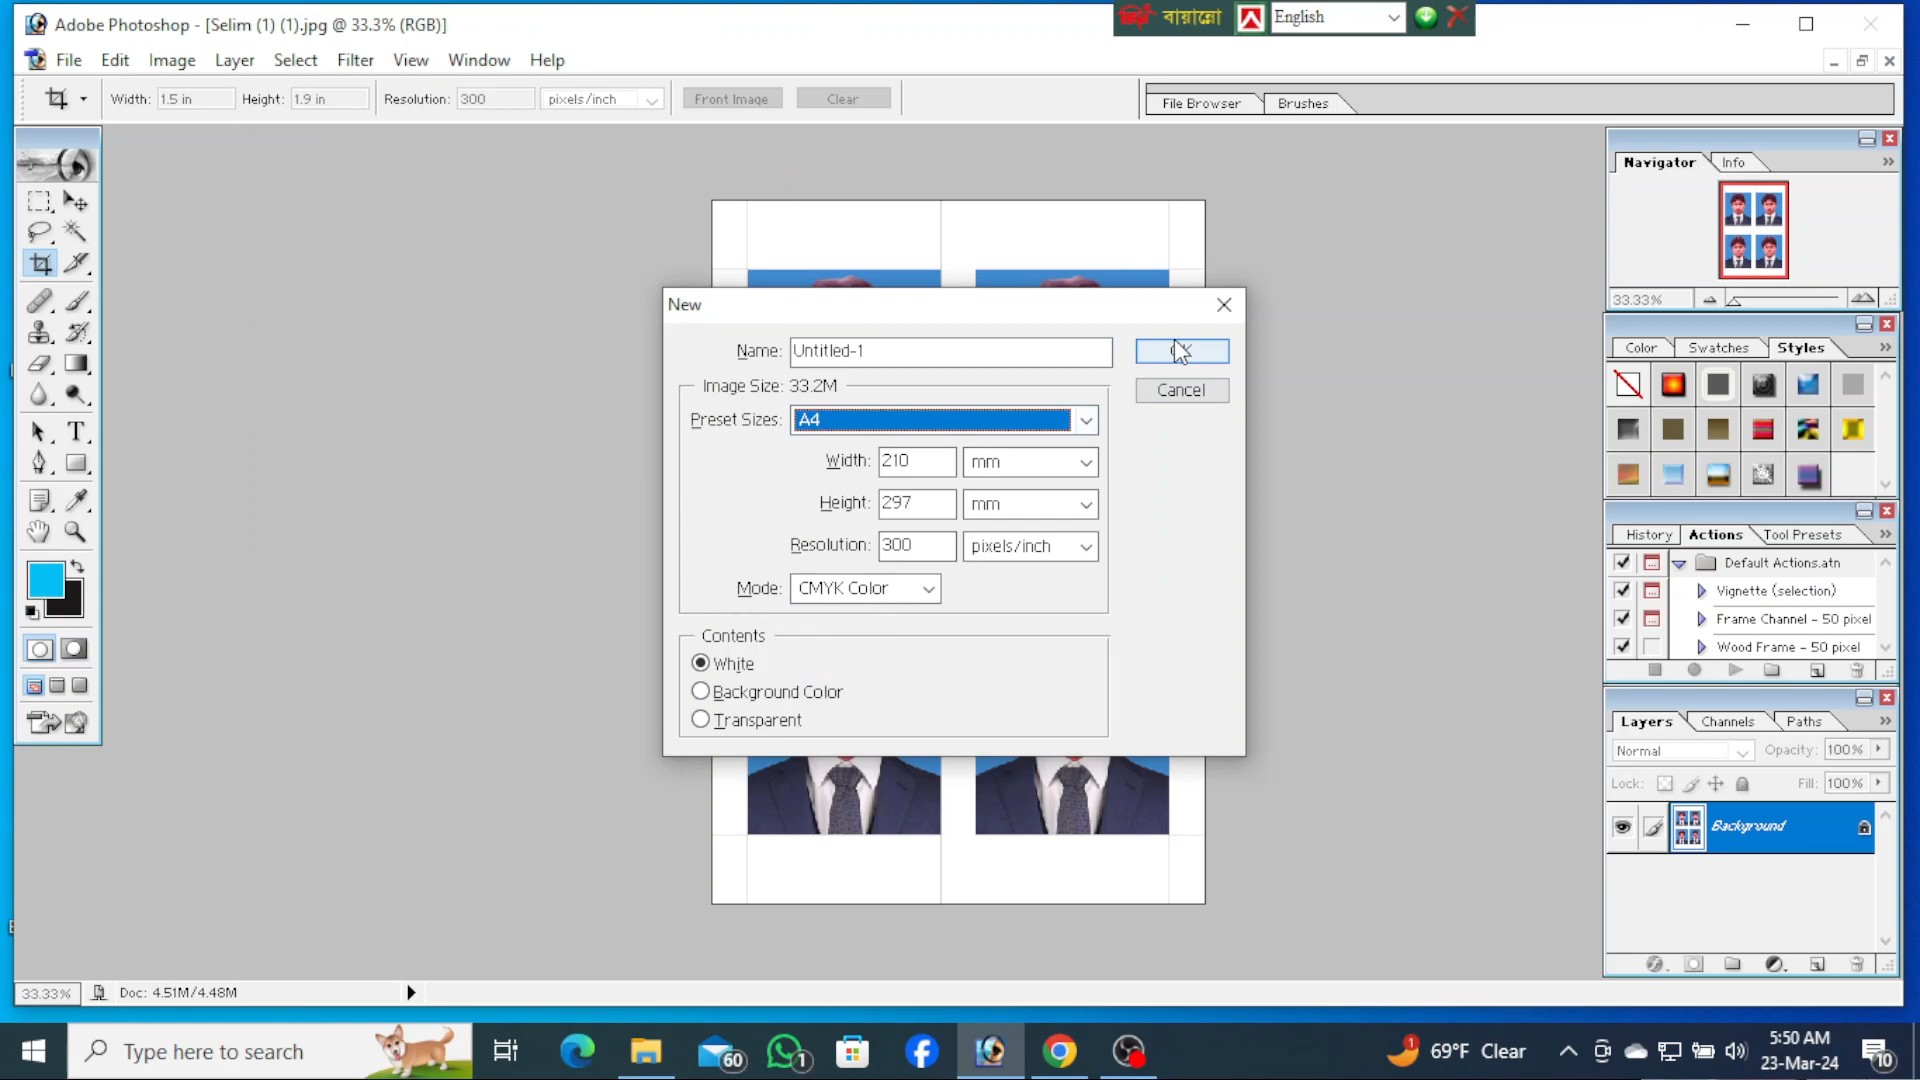 Adobe Photoshop - [Selim (1) (1).jpg @ 33.3% (RGB)]
বায়ান্নো English
File Edit Image Layer Select Filter View Window Help
Width: 1.5 in Height: 1.9 in Resolution: 300 pixels/inch Front Image Clear
File Browser Brushes
Navigator Info
33.33%
New
Name: Untitled-1
Image Size: 33.2M
Preset Sizes: A4
Width: 210 mm
Height: 297 mm
Resolution: 300 pixels/inch
Mode: CMYK Color
Contents
White
Background Color
Transparent
Cancel
Color Swatches Styles
History Actions Tool Presets
Default Actions.atn
Vignette (selection)
Frame Channel - 50 pixel
Wood Frame - 50 pixel
Layers Channels Paths
Normal Opacity: 100%
Lock: Fill: 100%
Background
33.33% Doc: 4.51M/4.48M
Type here to search
60
1
1
69°F Clear
5:50 AM
23-Mar-24
10